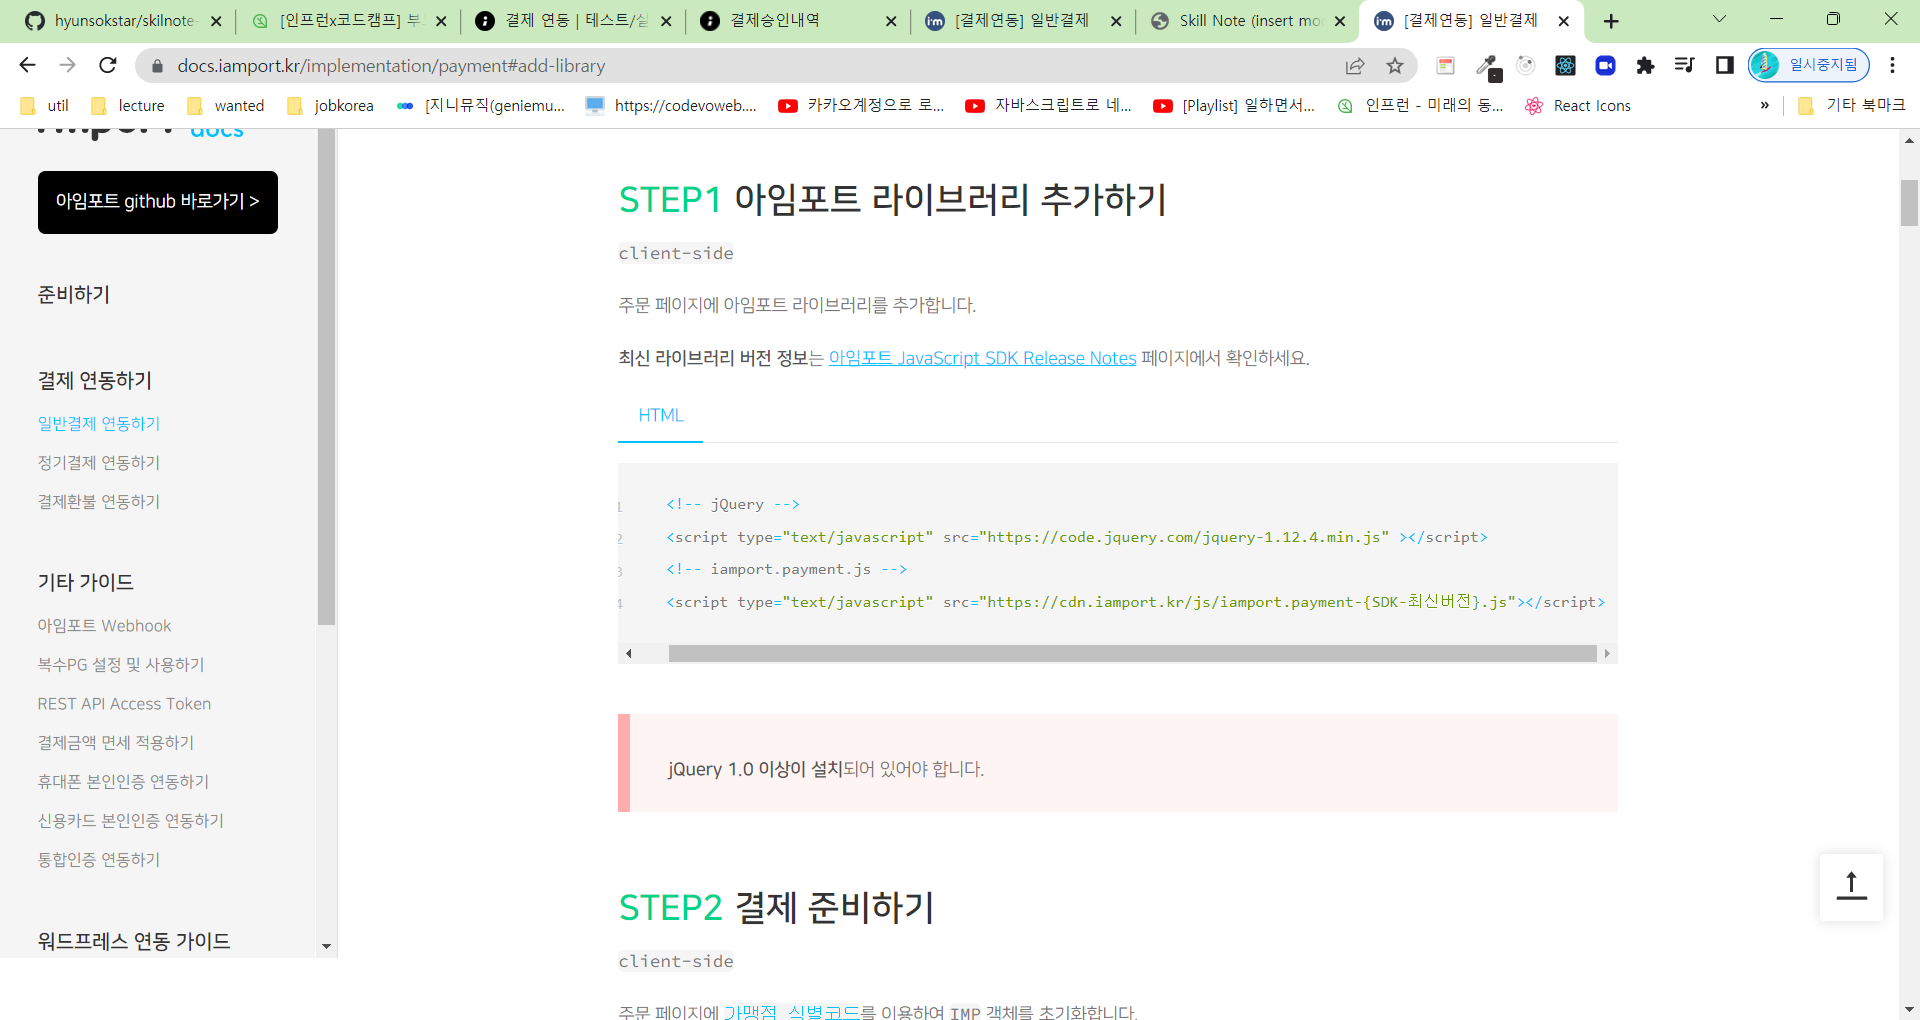 hyunsokstar/skilnote-
[인프런x코드캠프] 부
결제 연동 | 테스트/실
결제승인내역
[결제연동] 일반결제
Skill Note (insert mo
[결제연동] 일반결제
docs.iamport.kr/implementation/payment#add-library
일시중지됨
util
lecture
wanted
jobkorea
[지니뮤직(geniemu...
https://codevoweb....
카카오계정으로 로...
자바스크립트로 네...
[Playlist] 일하면서...
인프런 - 미래의 동...
React Icons
»
기타 북마크
docs
아임포트 github 바로가기 >
준비하기
결제 연동하기
일반결제 연동하기
정기결제 연동하기
결제환불 연동하기
기타 가이드
아임포트 Webhook
복수PG 설정 및 사용하기
REST API Access Token
결제금액 면세 적용하기
휴대폰 본인인증 연동하기
신용카드 본인인증 연동하기
통합인증 연동하기
워드프레스 연동 가이드
STEP1 아임포트 라이브러리 추가하기
client-side
주문 페이지에 아임포트 라이브러리를 추가합니다.
최신 라이브러리 버전 정보는 아임포트 JavaScript SDK Release Notes 페이지에서 확인하세요.
HTML
1 <!-- jQuery -->
2 <script type="text/javascript" src="https://code.jquery.com/jquery-1.12.4.min.js" ></script>
3 <!-- iamport.payment.js -->
4 <script type="text/javascript" src="https://cdn.iamport.kr/js/iamport.payment-{SDK-최신버전}.js"></script>
jQuery 1.0 이상이 설치되어 있어야 합니다.
STEP2 결제 준비하기
client-side
주문 페이지에 가맹점 식별코드를 이용하여 IMP 객체를 초기화합니다.